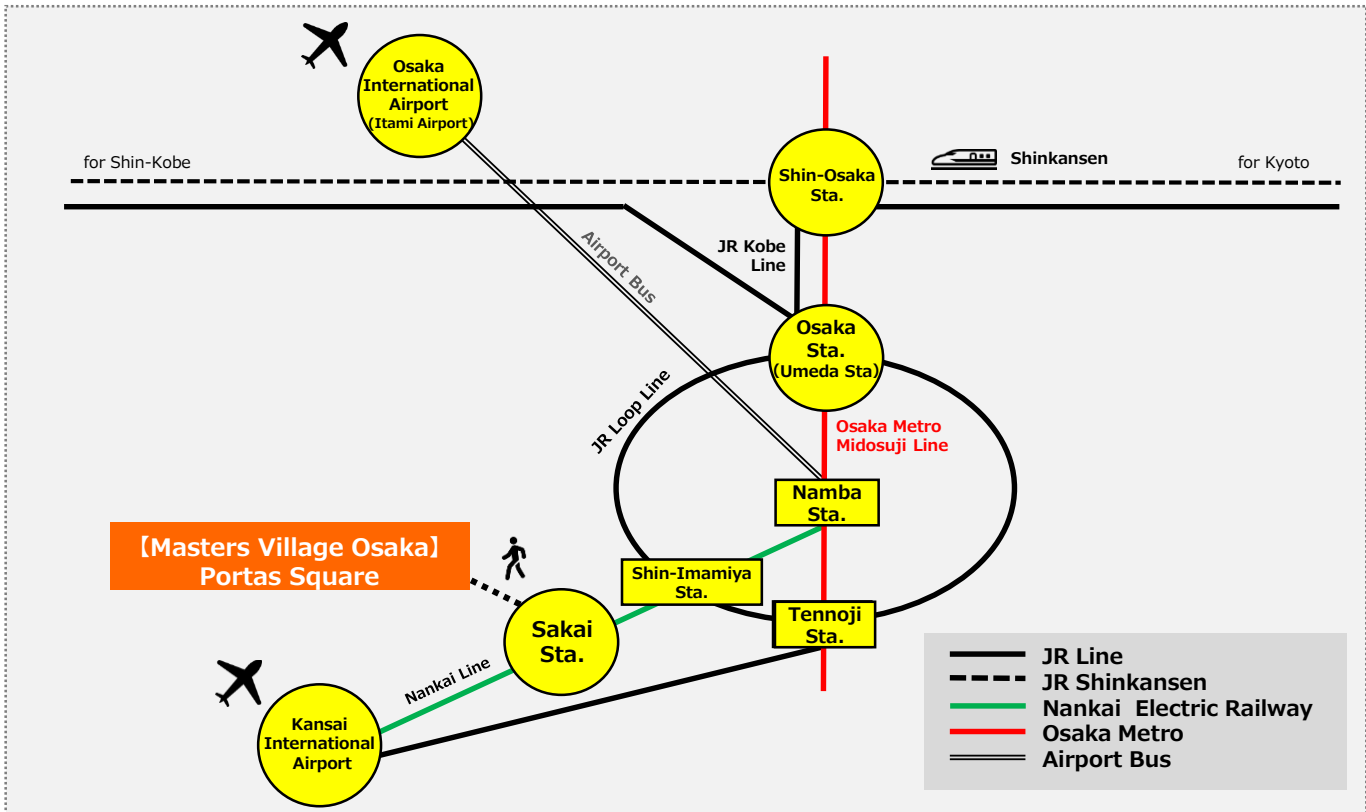 Osaka
International
Airport
(Itami Airport)
for Shin-Kobe
Shin-Osaka
Sta.
Shinkansen
for Kyoto
Airport Bus
JR Kobe
Line
Osaka
Sta.
(Umeda Sta)
JR Loop Line
Osaka Metro
Midosuji Line
Namba
Sta.
【Masters Village Osaka】
Portas Square
Shin-Imamiya
Sta.
Sakai
Sta.
Tennoji
Sta.
Nankai Line
Kansai
International
Airport
JR Line
JR Shinkansen
Nankai Electric Railway
Osaka Metro
Airport Bus